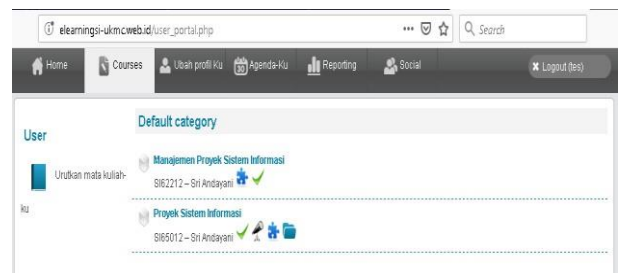 elearningsi-ukmc.web.id/user_portal.php
Search
Home Courses Ubah profil Ku Agenda-Ku Reporting Social Logout (tes)
User
Urutkan mata kuliah-
ku
Default category
Manajemen Proyek Sistem Informasi
SI62212 – Sri Andayani
Proyek Sistem Informasi
SI65012 – Sri Andayani